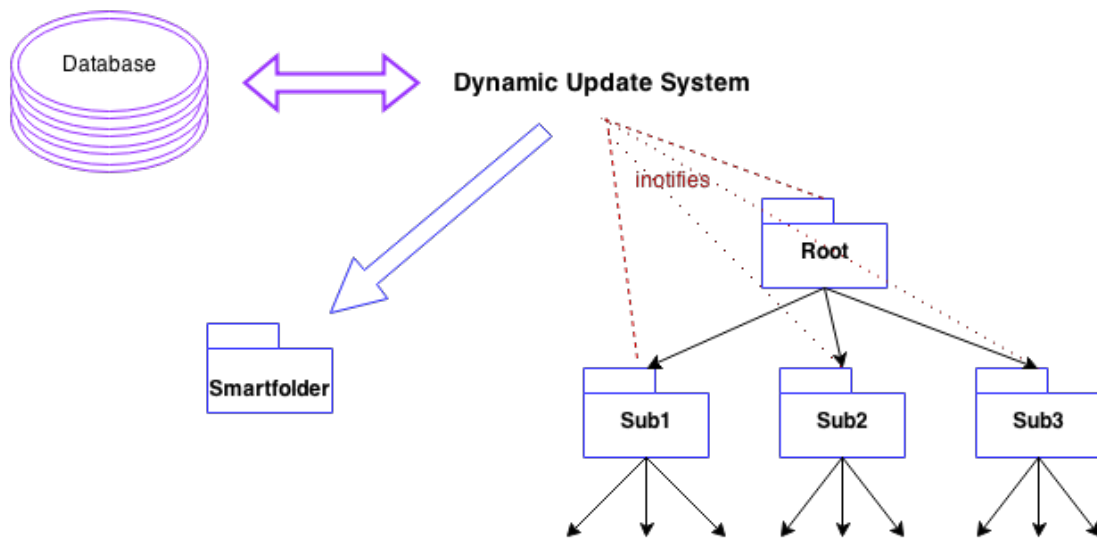 Database
Dynamic Update System
inotifies
Root
Smartfolder
Sub1
Sub2
Sub3